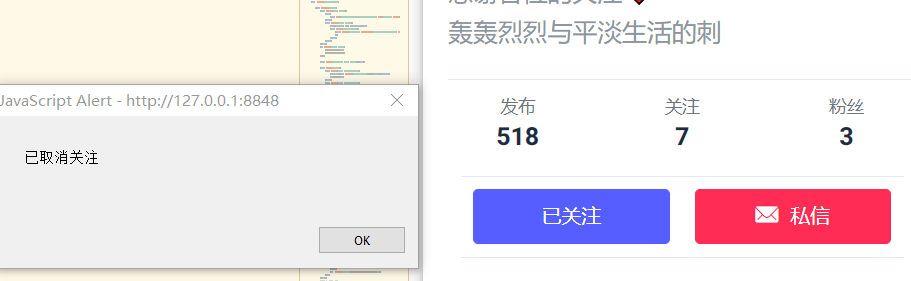 轰轰烈烈与平淡生活的刺
JavaScript Alert - http://127.0.0.1:8848
已取消关注
OK
发布
关注
粉丝
518
7
3
已关注
私信